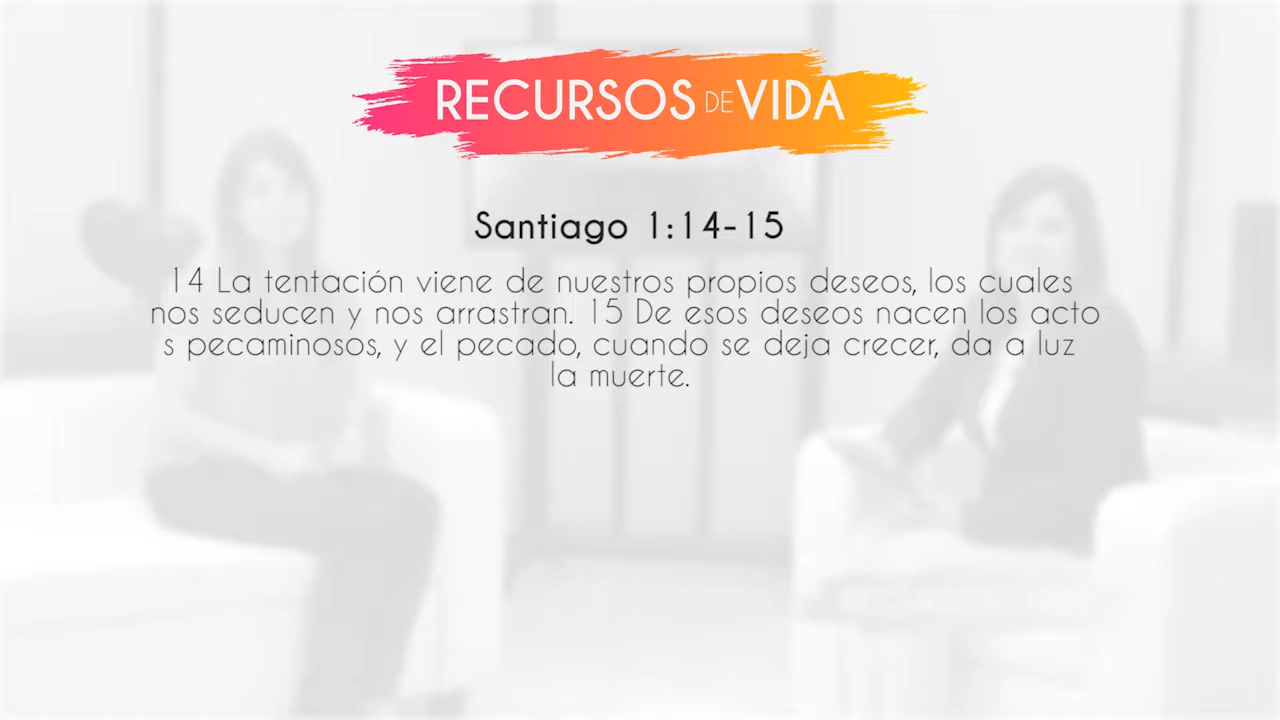 RECURSOS DE VIDA
Santiago 1:14-15
14 La tentación viene de nuestros propios deseos, los cuales
nos seducen y nos arrastran. 15 De esos deseos nacen los acto
s pecaminosos, y el pecado, cuando se deja crecer, da a luz
la muerte.